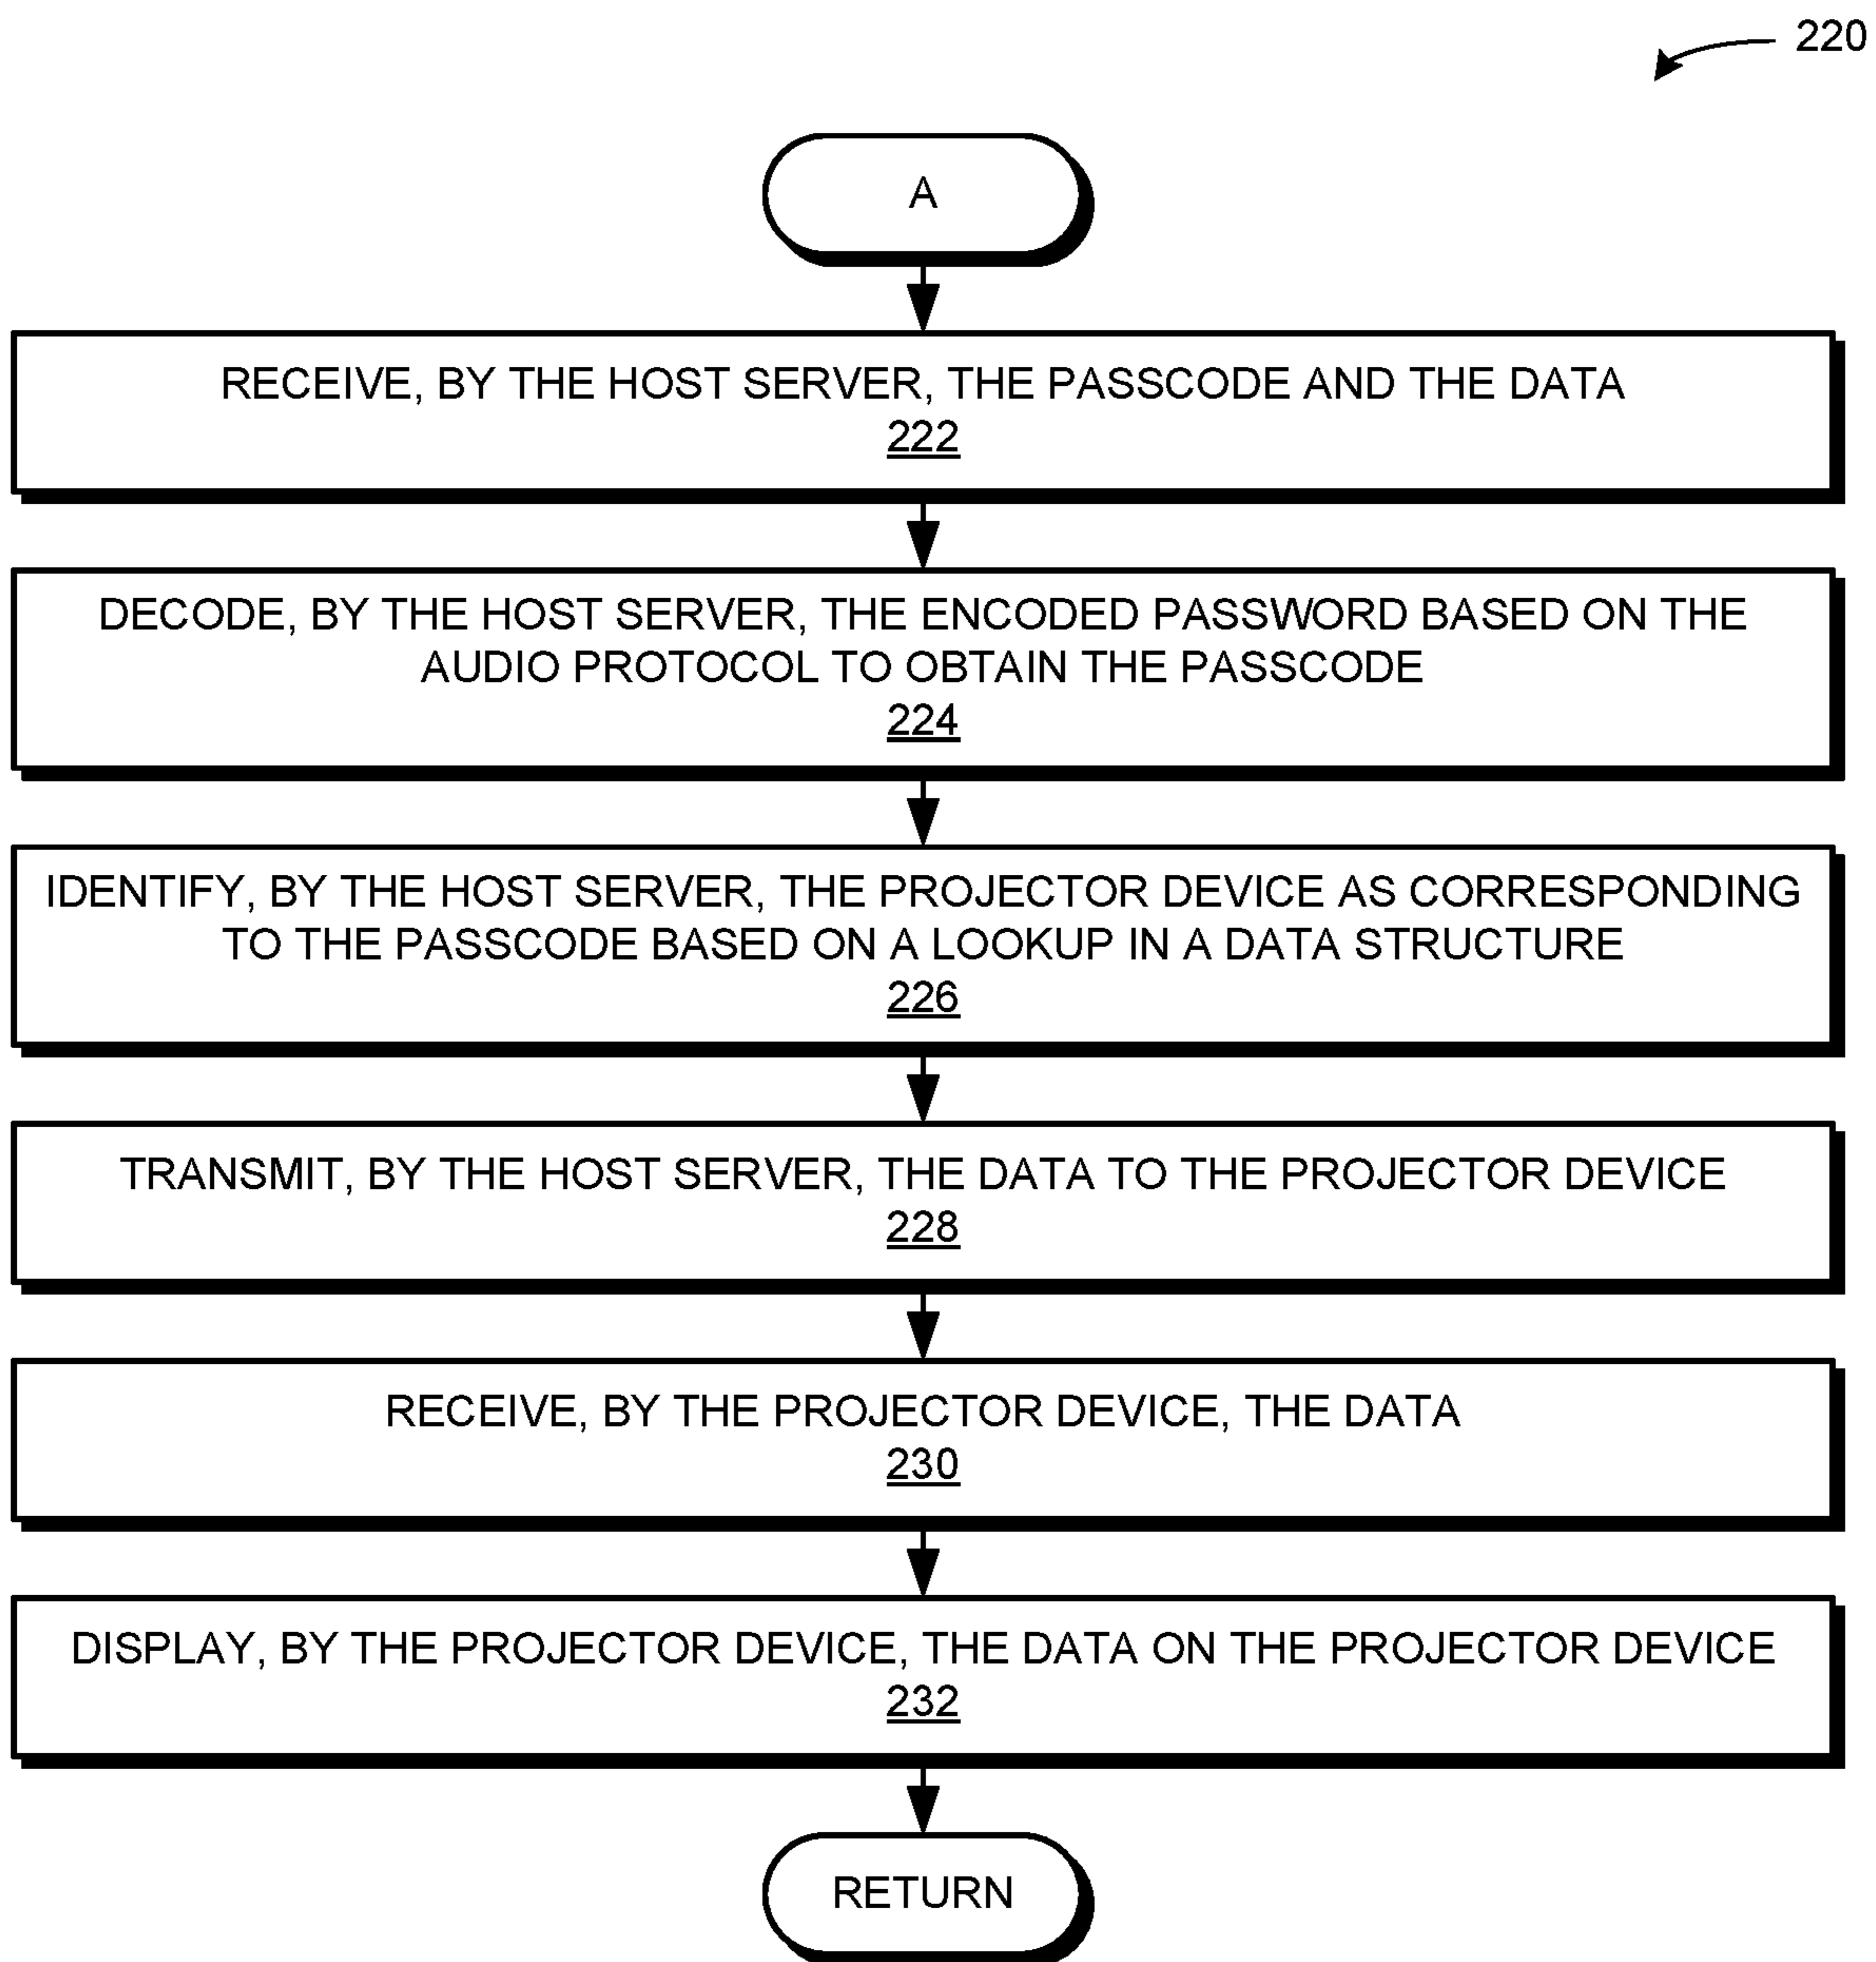 220
A
RECEIVE, BY THE HOST SERVER, THE PASSCODE AND THE DATA
222
DECODE, BY THE HOST SERVER, THE ENCODED PASSWORD BASED ON THE
AUDIO PROTOCOL TO OBTAIN THE PASSCODE
224
IDENTIFY, BY THE HOST SERVER, THE PROJECTOR DEVICE AS CORRESPONDING
TO THE PASSCODE BASED ON A LOOKUP IN A DATA STRUCTURE
226
TRANSMIT, BY THE HOST SERVER, THE DATA TO THE PROJECTOR DEVICE
228
RECEIVE, BY THE PROJECTOR DEVICE, THE DATA
230
DISPLAY, BY THE PROJECTOR DEVICE, THE DATA ON THE PROJECTOR DEVICE
232
RETURN